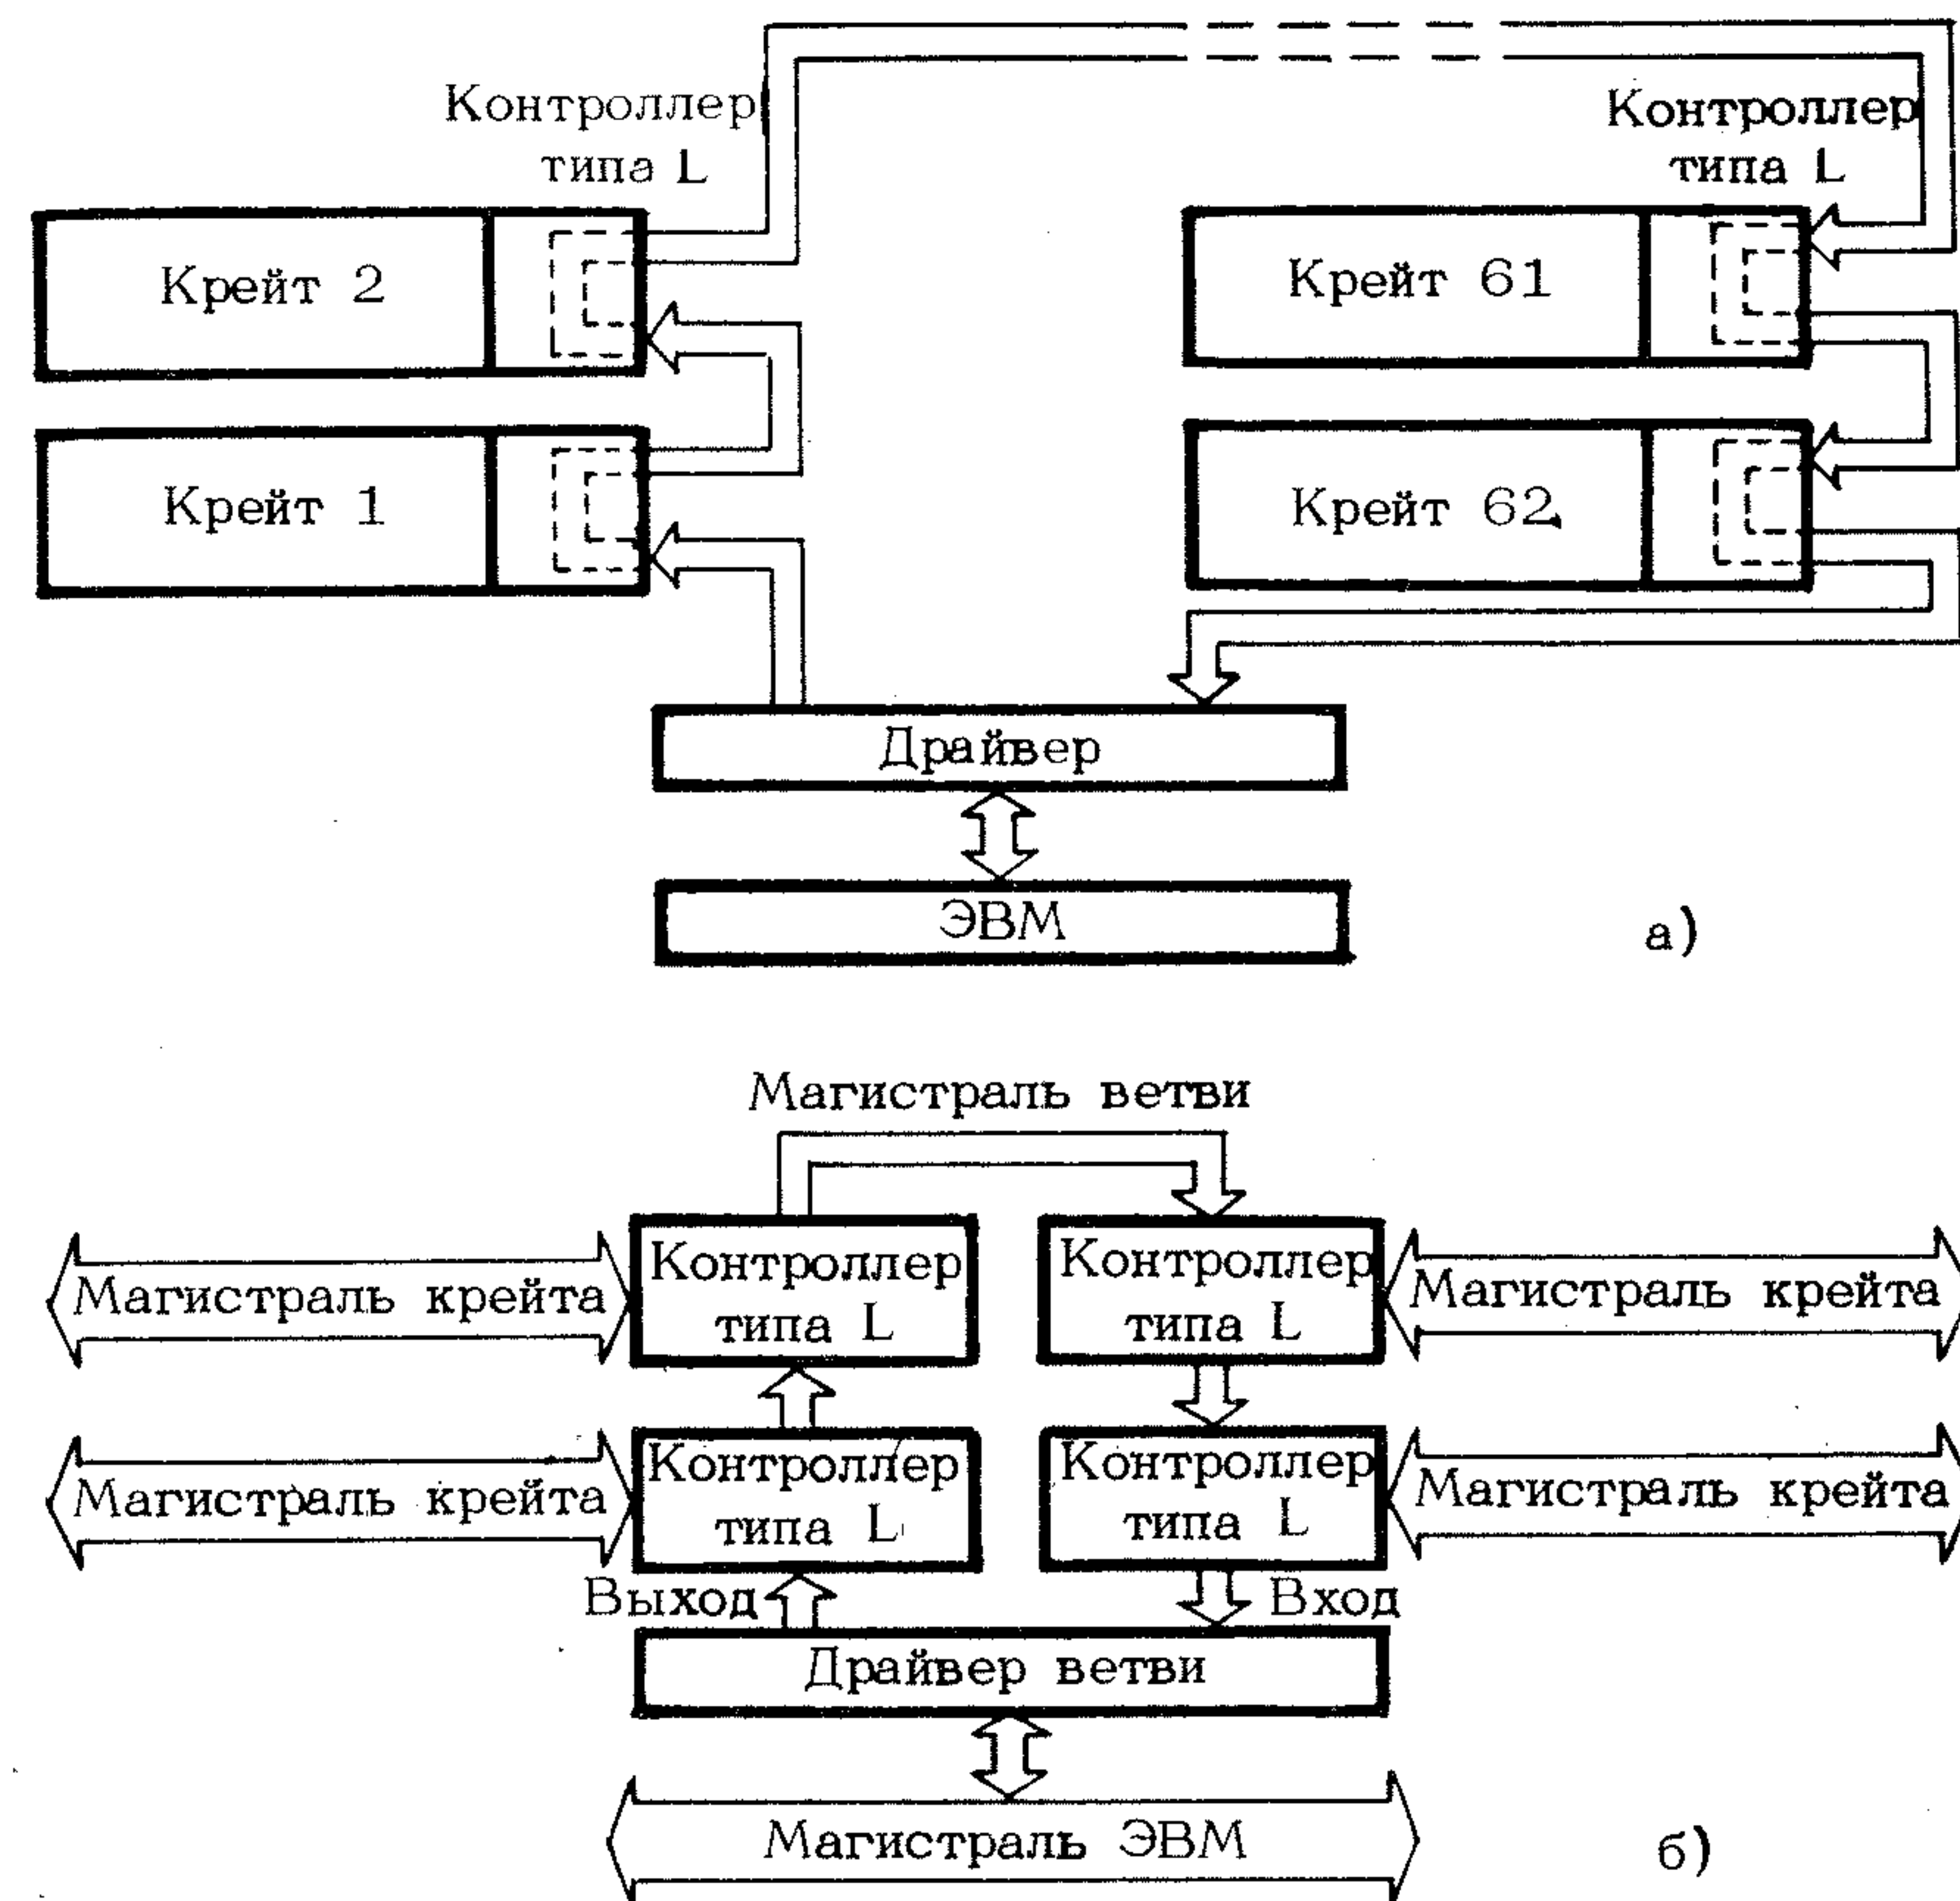 Контроллер
типа L
Контроллер
типа L
Крейт 2
Крейт 61
Крейт 1
Крейт 62
Драйвер
ЭВМ
а)
Магистраль ветви
Магистраль крейта
Контроллер
типа L
Контроллер
типа L
Магистраль крейта
Магистраль крейта
Контроллер
типа L
Контроллер
типа L
Магистраль крейта
Выход
Вход
Драйвер ветви
Магистраль ЭВМ
б)